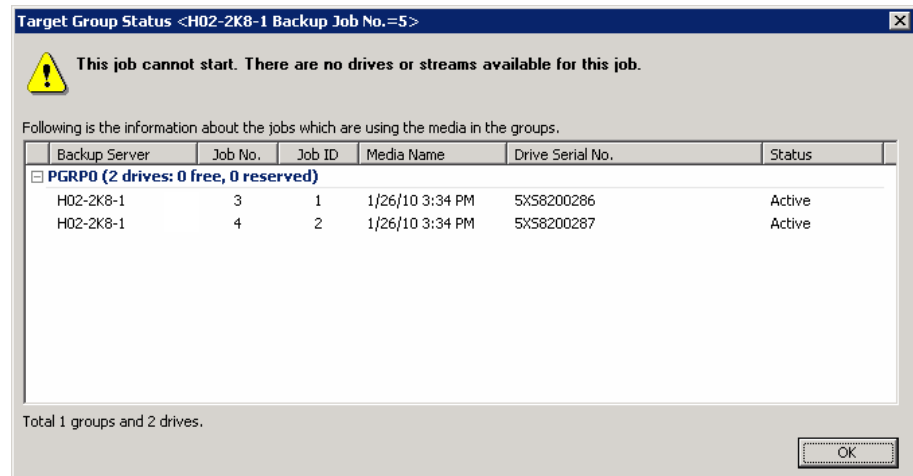 Target Group Status <H02-2K8-1 Backup Job No.=5>
This job cannot start. There are no drives or streams available for this job.
Following is the information about the jobs which are using the media in the groups.
Backup Server Job No. Job ID Media Name Drive Serial No. Status
PGRP0 (2 drives: 0 free, 0 reserved)
H02-2K8-1 3 1 1/26/10 3:34 PM 5XS8200286 Active
H02-2K8-1 4 2 1/26/10 3:34 PM 5XS8200287 Active
Total 1 groups and 2 drives.
OK